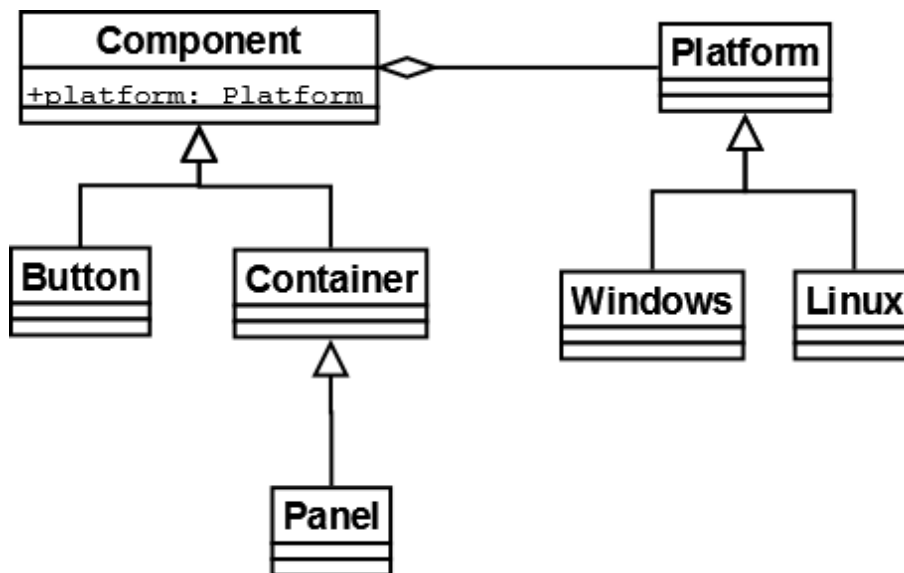 Component
+platform: Platform
Platform
Button
Container
Windows
Linux
Panel